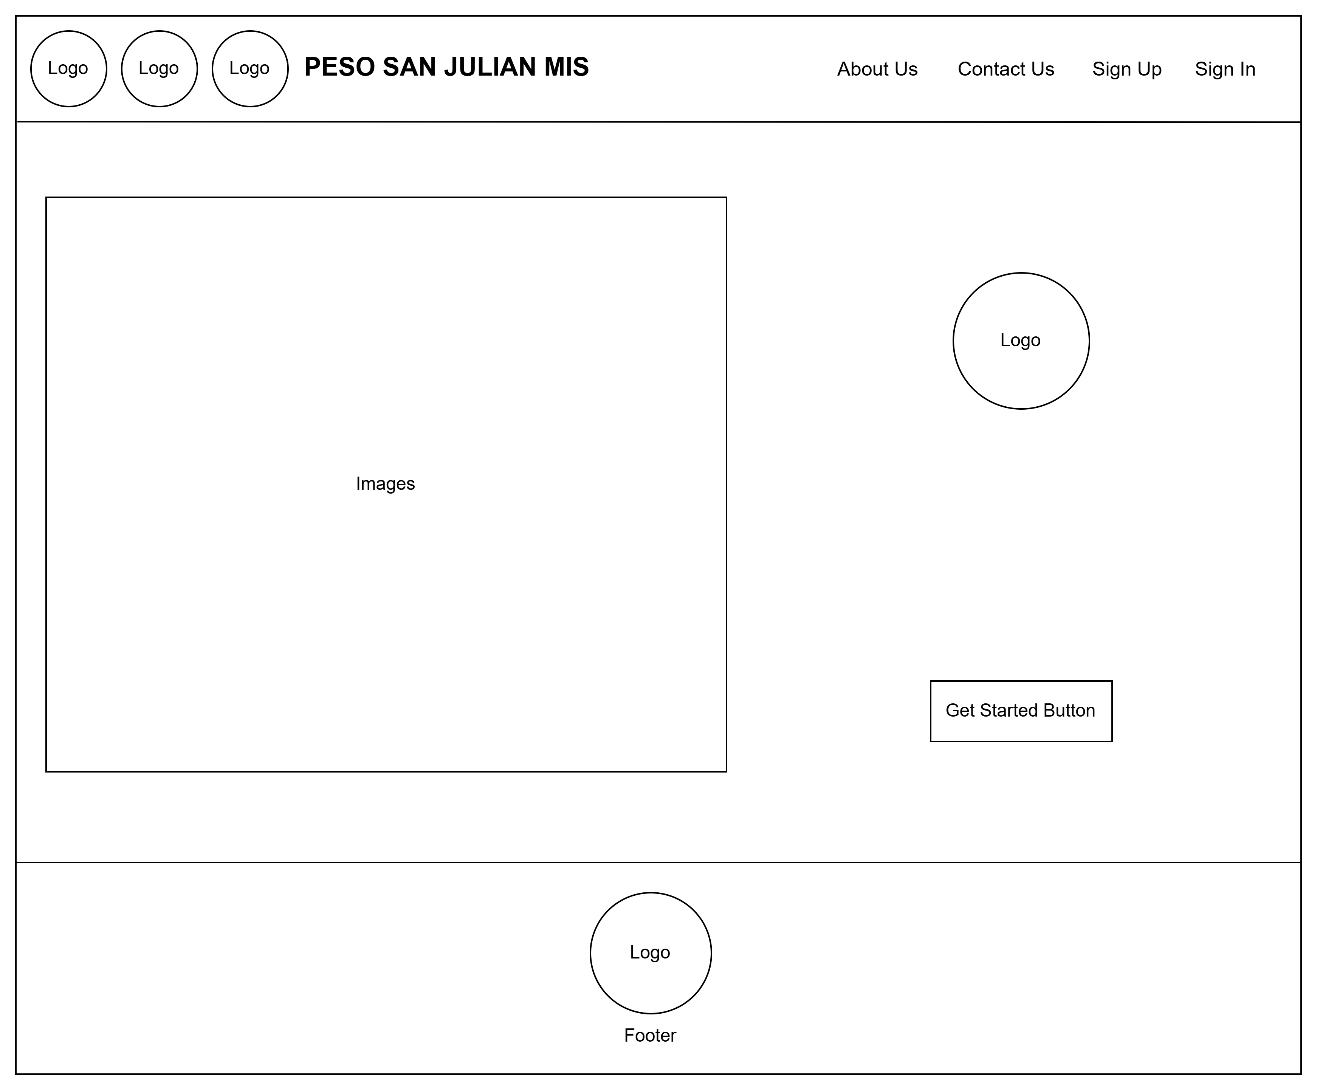 Logo
Logo
Logo
PESO SAN JULIAN MIS
About Us
Contact Us
Sign Up
Sign In
Images
Logo
Get Started Button
Logo
Footer